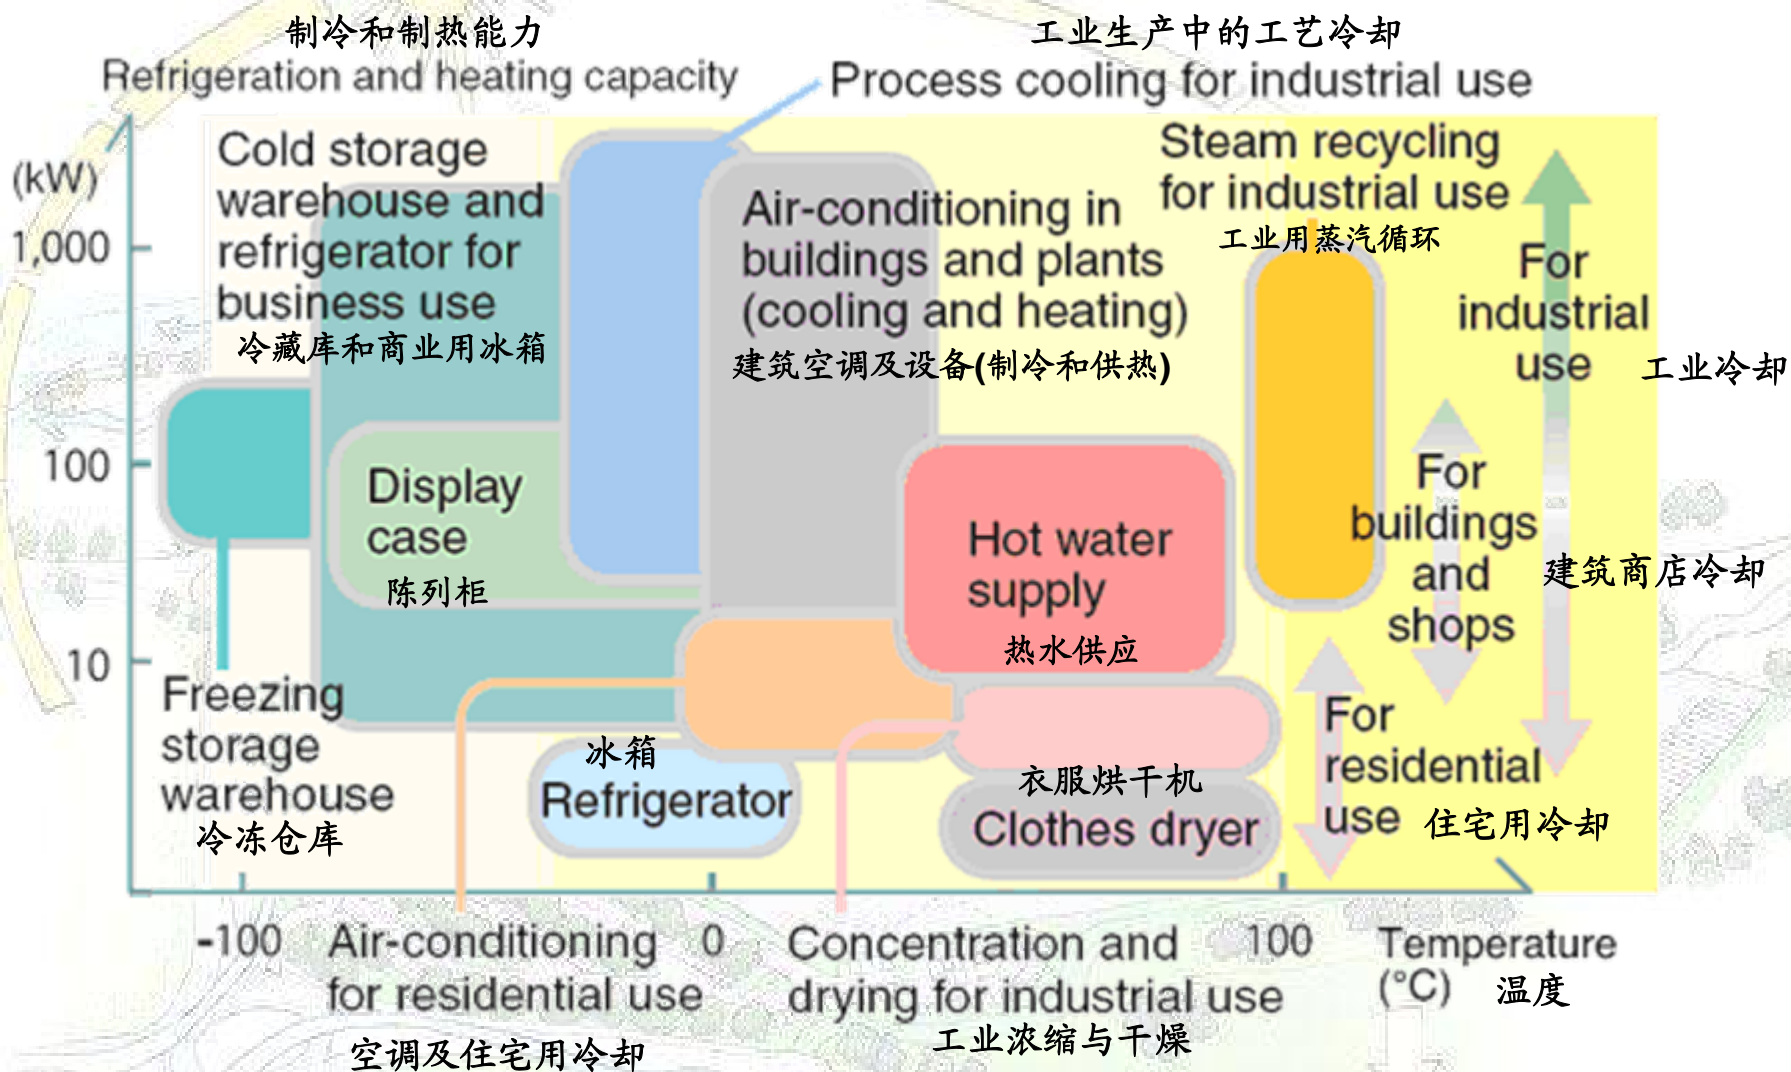 制冷和制热能力
Refrigeration and heating capacity
工业生产中的工艺冷却
Process cooling for industrial use
(kW)
1,000
100
10
Cold storage
warehouse and
refrigerator for
business use
冷藏库和商业用冰箱
Air-conditioning in
buildings and plants
(cooling and heating)
建筑空调及设备(制冷和供热)
Steam recycling
for industrial use
工业用蒸汽循环
For
industrial
use
工业冷却
Display
case
陈列柜
Hot water
supply
热水供应
For
buildings
and
shops
建筑商店冷却
Freezing
storage
warehouse
冷冻仓库
冰箱
Refrigerator
衣服烘干机
Clothes dryer
For
residential
use
住宅用冷却
-100
0
100
Temperature
(°C)
温度
Air-conditioning
for residential use
空调及住宅用冷却
Concentration and
drying for industrial use
工业浓缩与干燥